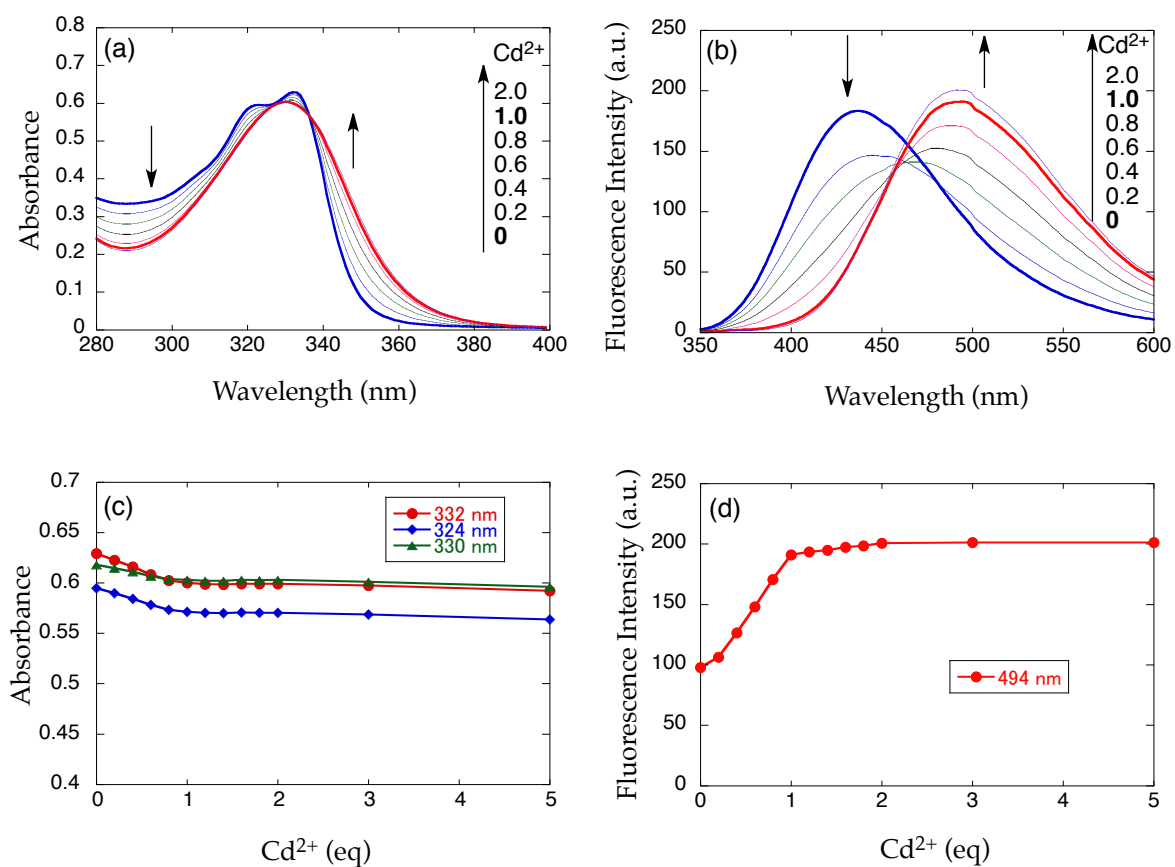 (a)
Absorbance
0.8
0.7
0.6
0.5
0.4
0.3
0.2
0.1
0
280 300 320 340 360 380 400
Wavelength (nm)
Cd²⁺
2.0
1.0
0.8
0.6
0.4
0.2
0
(b)
Fluorescence Intensity (a.u.)
250
200
150
100
50
0
350 400 450 500 550 600
Wavelength (nm)
Cd²⁺
2.0
1.0
0.8
0.6
0.4
0.2
0
(c)
Absorbance
0.7
0.65
0.6
0.55
0.5
0.45
0.4
0 1 2 3 4 5
Cd²⁺ (eq)
332 nm
324 nm
330 nm
(d)
Fluorescence Intensity (a.u.)
250
200
150
100
50
0
0 1 2 3 4 5
Cd²⁺ (eq)
494 nm